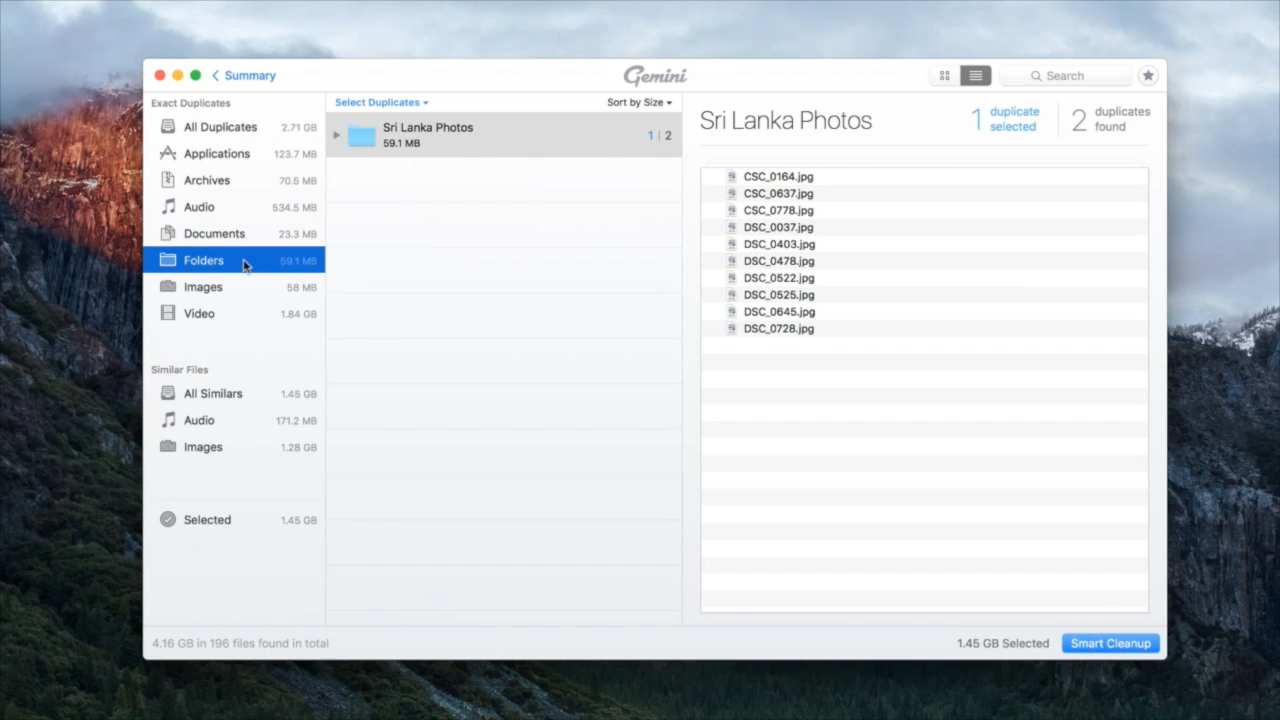 Summary
Gemini
Search
Exact Duplicates
All Duplicates 2.71 GB
Applications 123.7 MB
Archives 70.5 MB
Audio 534.5 MB
Documents 23.3 MB
Folders 59.1 MB
Images 58 MB
Video 1.84 GB
Similar Files
All Similars 1.45 GB
Audio 171.2 MB
Images 1.28 GB
Selected 1.45 GB
Select Duplicates
Sort by Size
Sri Lanka Photos
59.1 MB
1 | 2
Sri Lanka Photos
1 duplicate selected
2 duplicates found
CSC_0164.jpg
CSC_0637.jpg
CSC_0778.jpg
DSC_0037.jpg
DSC_0403.jpg
DSC_0478.jpg
DSC_0522.jpg
DSC_0525.jpg
DSC_0645.jpg
DSC_0728.jpg
4.16 GB in 196 files found in total
1.45 GB Selected
Smart Cleanup